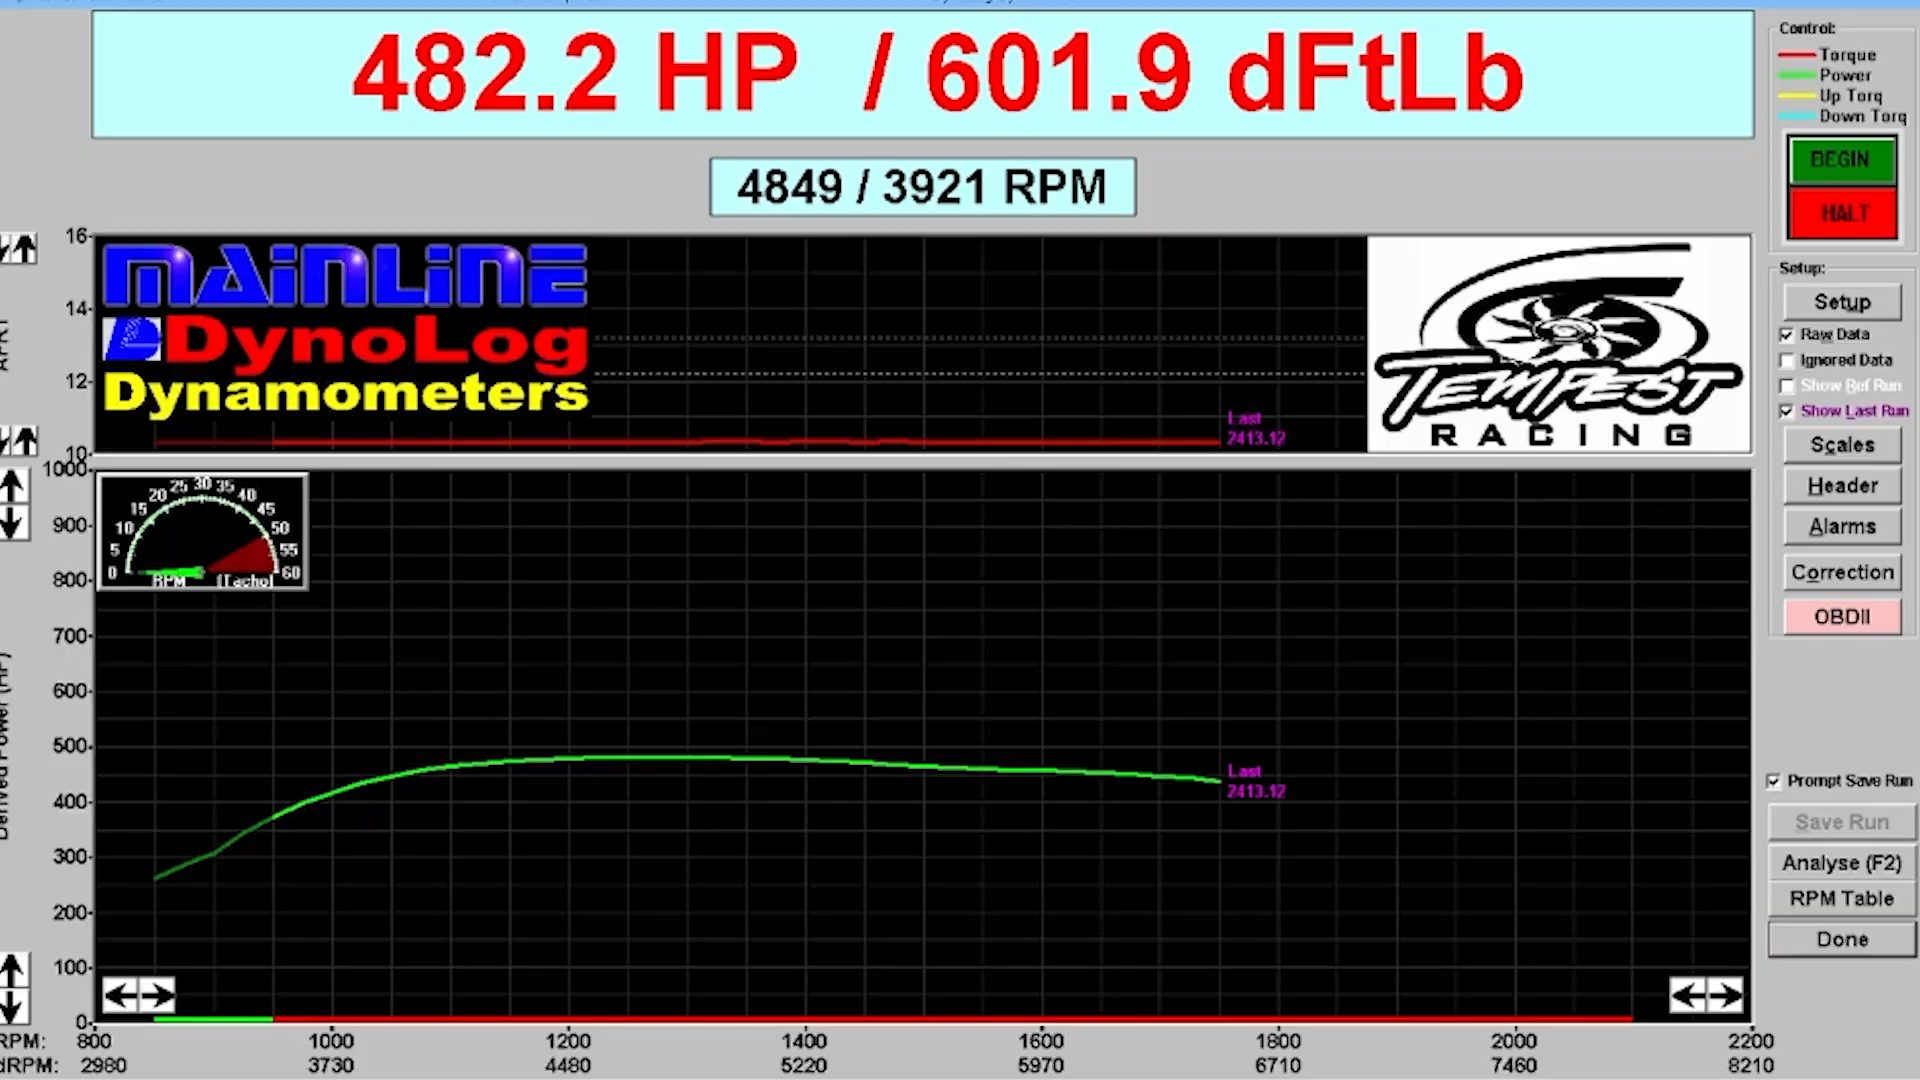 482.2 HP / 601.9 dFtLb
4849 / 3921 RPM
Control:
Torque
Power
Up Torq
Down Torq
BEGIN
HALT
Setup:
Setup
Raw Data
Ignored Data
Show Ref Run
Show Last Run
Scales
Header
Alarms
Correction
OBDII
Prompt Save Run
Save Run
Analyse (F2)
RPM Table
Done
16
14
12
10
MAINLINE
DynoLog
Dynamometers
TEMPEST
RACING
Last
2413.12
1000
900
800
700
600
500
400
300
200
100
0
0 5 10 15 20 25 30 35 40 45 50 55 60
RPM (Tacho)
Last
2413.12
Derived Power (HP)
RPM: 800 1000 1200 1400 1600 1800 2000 2200
dRPM: 2980 3730 4480 5220 5970 6710 7460 8210